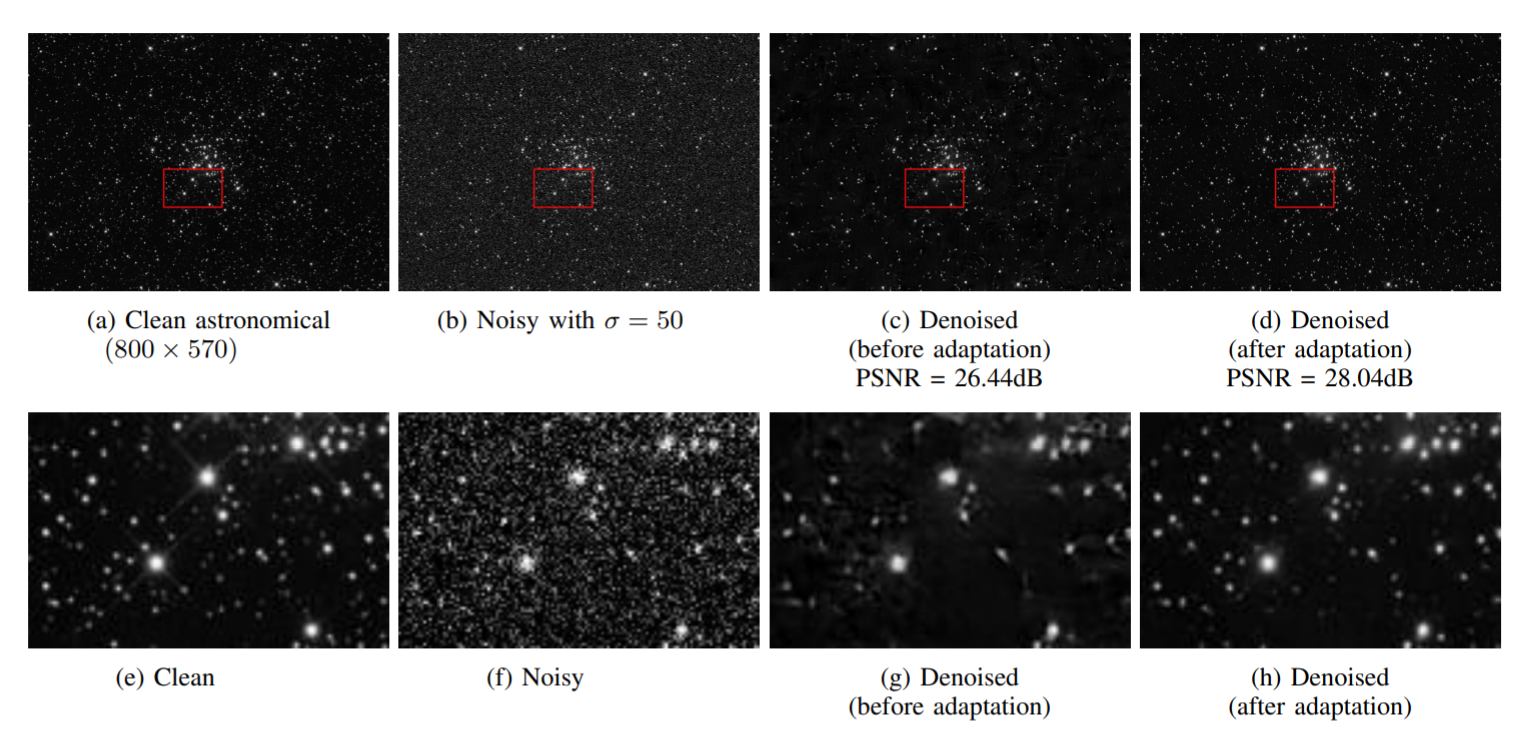 (a) Clean astronomical
(800 × 570)
(b) Noisy with σ = 50
(c) Denoised
(before adaptation)
PSNR = 26.44dB
(d) Denoised
(after adaptation)
PSNR = 28.04dB
(e) Clean
(f) Noisy
(g) Denoised
(before adaptation)
(h) Denoised
(after adaptation)